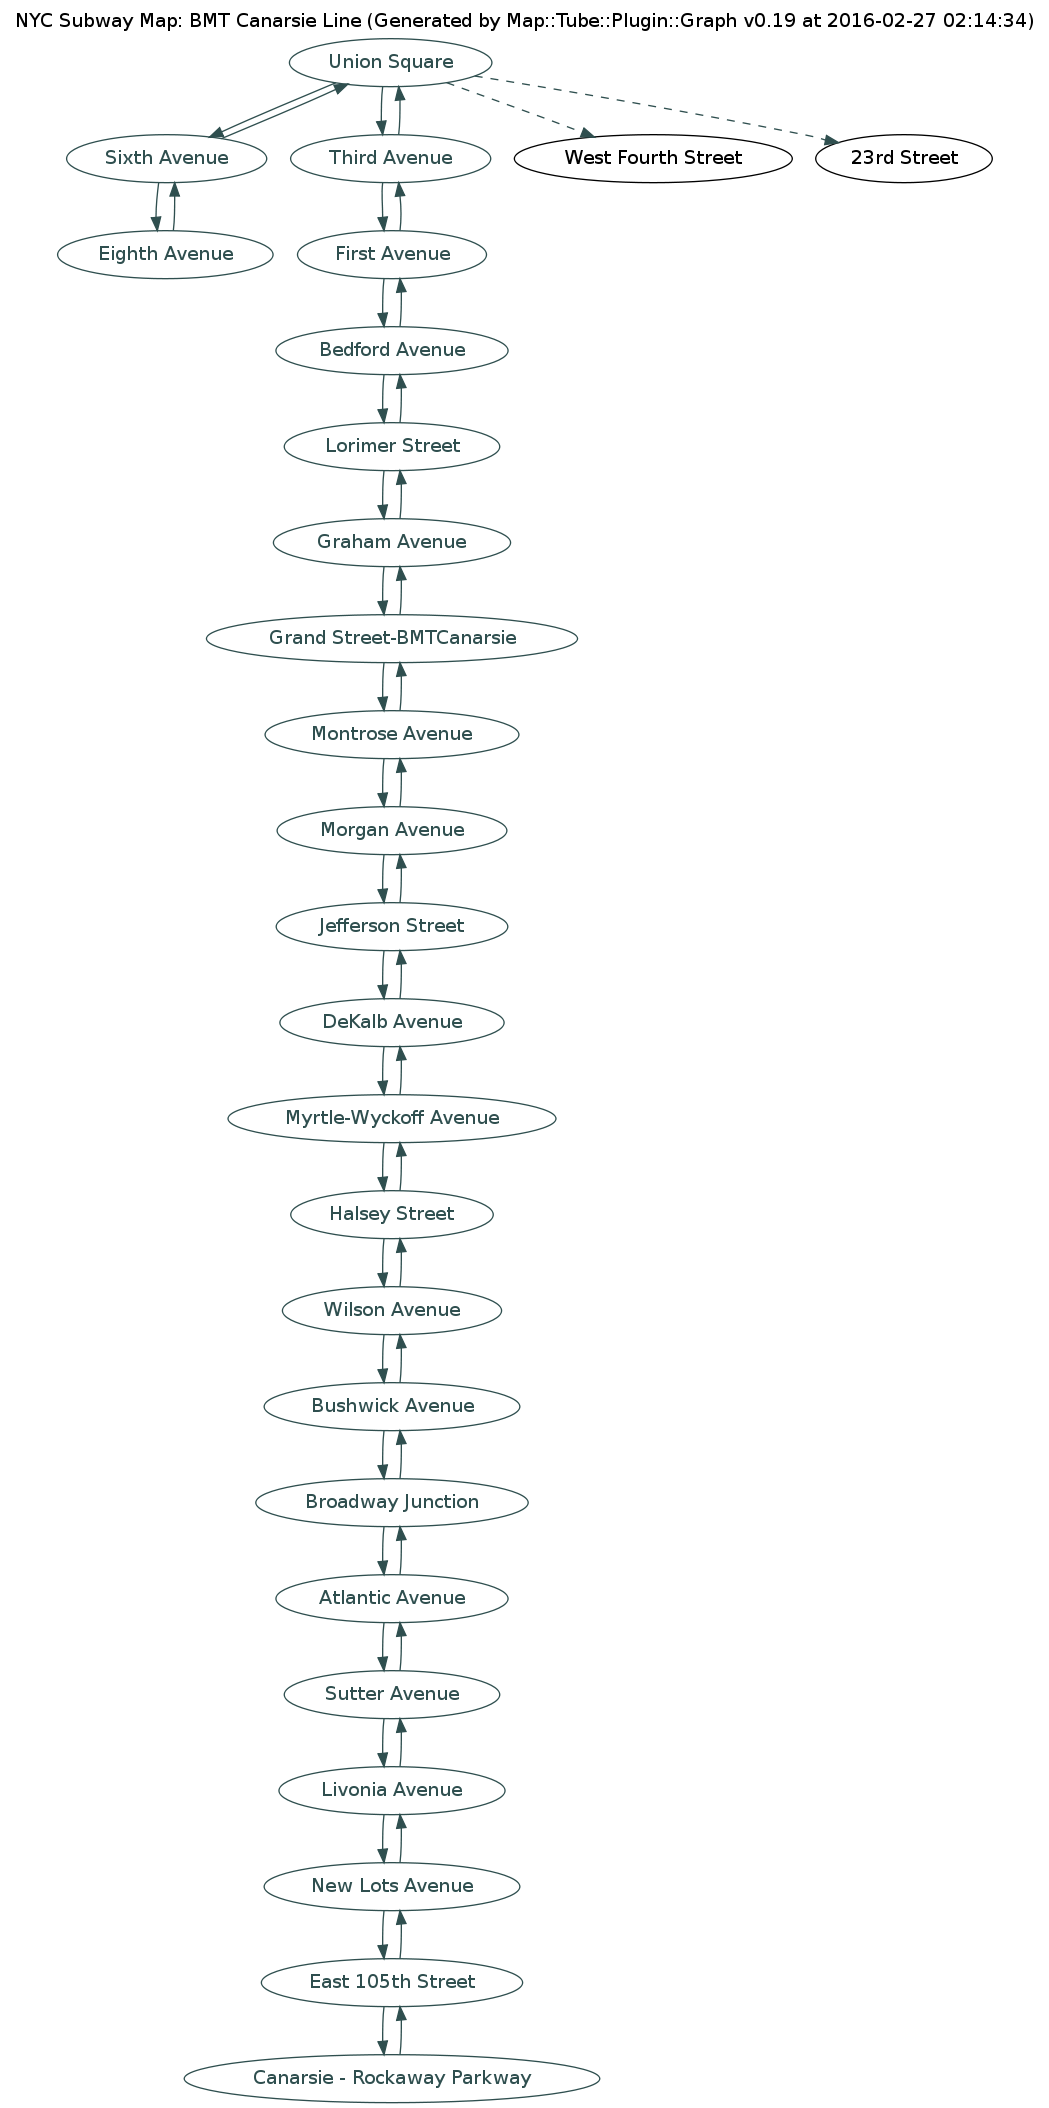 NYC Subway Map: BMT Canarsie Line (Generated by Map::Tube::Plugin::Graph v0.19 at 2016-02-27 02:14:34)
Union Square
Sixth Avenue
Third Avenue
West Fourth Street
23rd Street
Eighth Avenue
First Avenue
Bedford Avenue
Lorimer Street
Graham Avenue
Grand Street-BMTCanarsie
Montrose Avenue
Morgan Avenue
Jefferson Street
DeKalb Avenue
Myrtle-Wyckoff Avenue
Halsey Street
Wilson Avenue
Bushwick Avenue
Broadway Junction
Atlantic Avenue
Sutter Avenue
Livonia Avenue
New Lots Avenue
East 105th Street
Canarsie - Rockaway Parkway